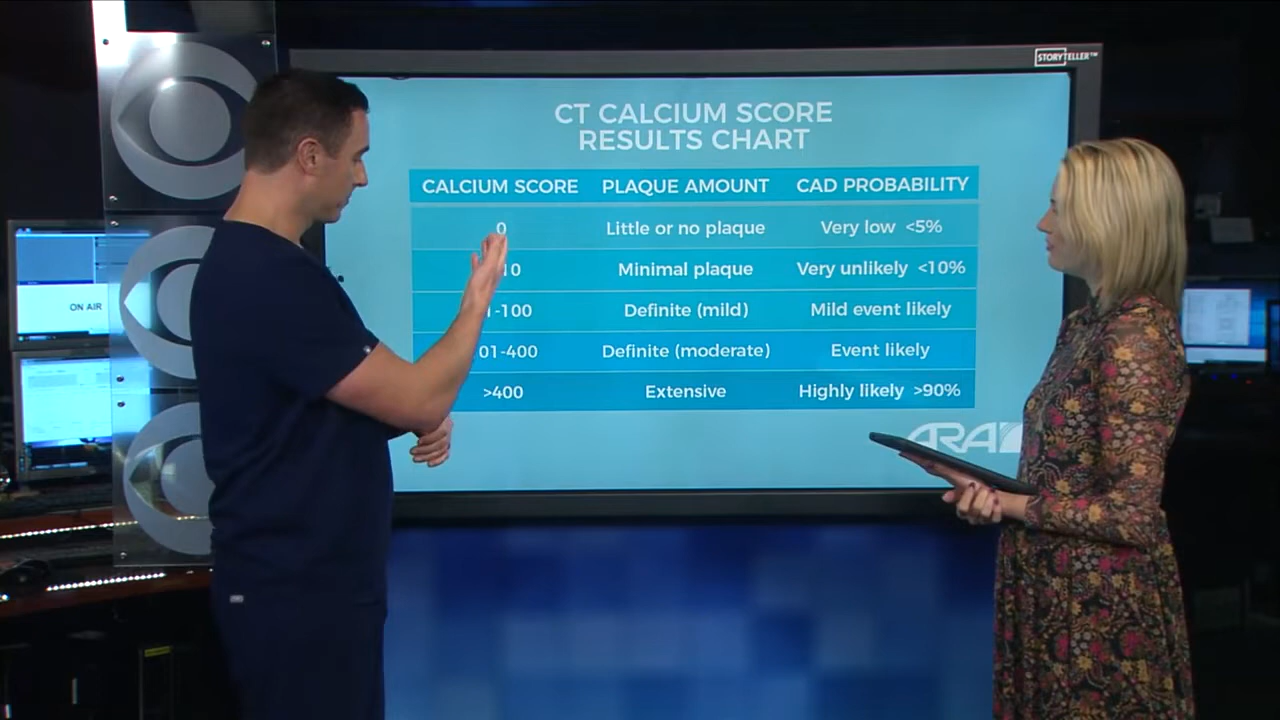 STORYTELLER™
CT CALCIUM SCORE
RESULTS CHART
CALCIUM SCORE PLAQUE AMOUNT CAD PROBABILITY
0 Little or no plaque Very low <5%
10 Minimal plaque Very unlikely <10%
-100 Definite (mild) Mild event likely
ON AIR
01-400 Definite (moderate) Event likely
>400 Extensive Highly likely >90%
ARA